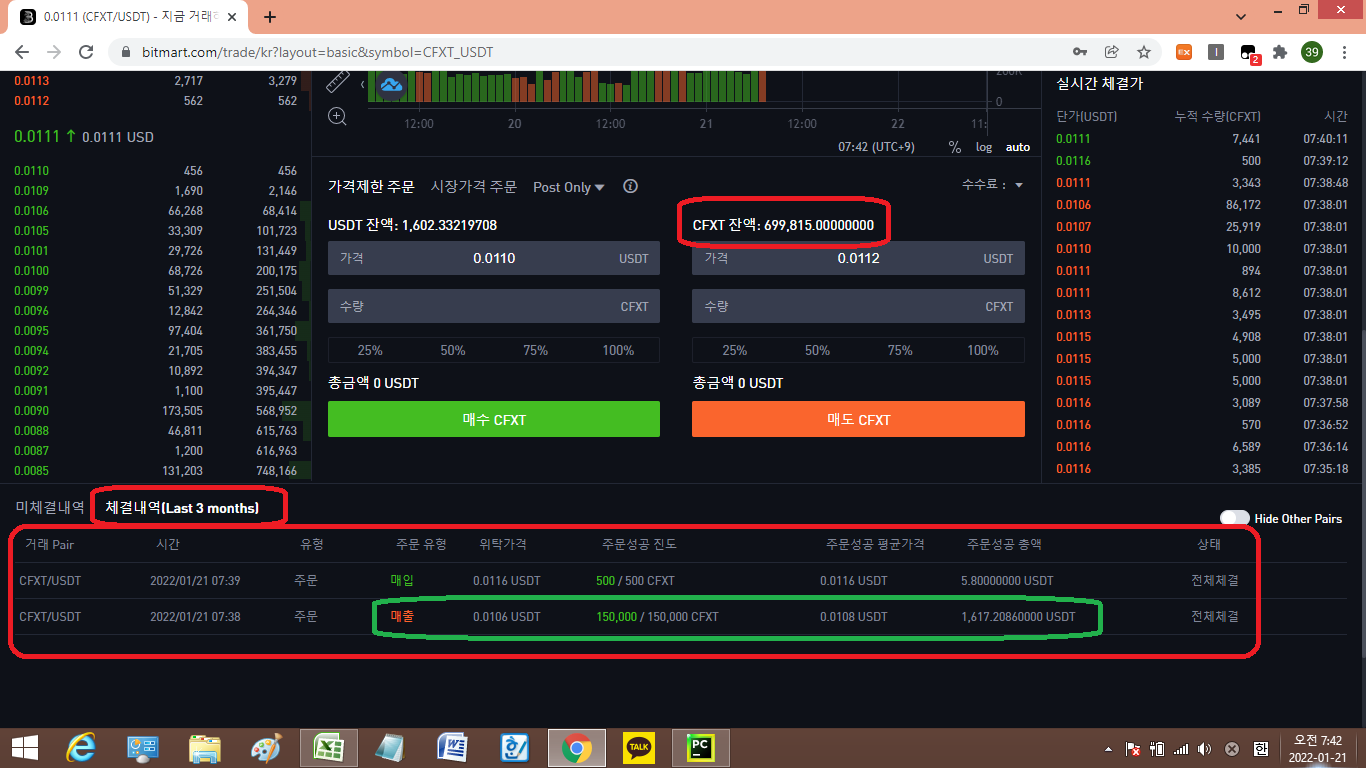 0.0111 (CFXT/USDT) - 지금 거래하
bitmart.com/trade/kr?layout=basic&symbol=CFXT_USDT
EX
I
2
39
0.0113 2,717 3,279
0.0112 562 562
0.0111 ↑ 0.0111 USD
0.0110 456 456
0.0109 1,690 2,146
0.0106 66,268 68,414
0.0105 33,309 101,723
0.0101 29,726 131,449
0.0100 68,726 200,175
0.0099 51,329 251,504
0.0096 12,842 264,346
0.0095 97,404 361,750
0.0094 21,705 383,455
0.0092 10,892 394,347
0.0091 1,100 395,447
0.0090 173,505 568,952
0.0088 46,811 615,763
0.0087 1,200 616,963
0.0085 131,203 748,166
200K
0
12:00 20 12:00 21 12:00 22 11:
07:42 (UTC+9) % log auto
가격제한 주문 시장가격 주문 Post Only
수수료 :
USDT 잔액: 1,602.33219708
가격 0.0110 USDT
수량 CFXT
25% 50% 75% 100%
총금액 0 USDT
매수 CFXT
CFXT 잔액: 699,815.00000000
가격 0.0112 USDT
수량 CFXT
25% 50% 75% 100%
총금액 0 USDT
매도 CFXT
실시간 체결가
단가(USDT) 누적 수량(CFXT) 시간
0.0111 7,441 07:40:11
0.0116 500 07:39:12
0.0111 3,343 07:38:48
0.0106 86,172 07:38:01
0.0107 25,919 07:38:01
0.0110 10,000 07:38:01
0.0111 894 07:38:01
0.0111 8,612 07:38:01
0.0113 3,495 07:38:01
0.0115 4,908 07:38:01
0.0115 5,000 07:38:01
0.0115 5,000 07:38:01
0.0116 3,089 07:37:58
0.0116 570 07:36:52
0.0116 6,589 07:36:14
0.0116 3,385 07:35:18
미체결내역 체결내역(Last 3 months)
Hide Other Pairs
거래 Pair 시간 유형 주문 유형 위탁가격 주문성공 진도 주문성공 평균가격 주문성공 총액 상태
CFXT/USDT 2022/01/21 07:39 주문 매입 0.0116 USDT 500 / 500 CFXT 0.0116 USDT 5.80000000 USDT 전체체결
CFXT/USDT 2022/01/21 07:38 주문 매출 0.0106 USDT 150,000 / 150,000 CFXT 0.0108 USDT 1,617.20860000 USDT 전체체결
TALK
PC
한
오전 7:42
2022-01-21